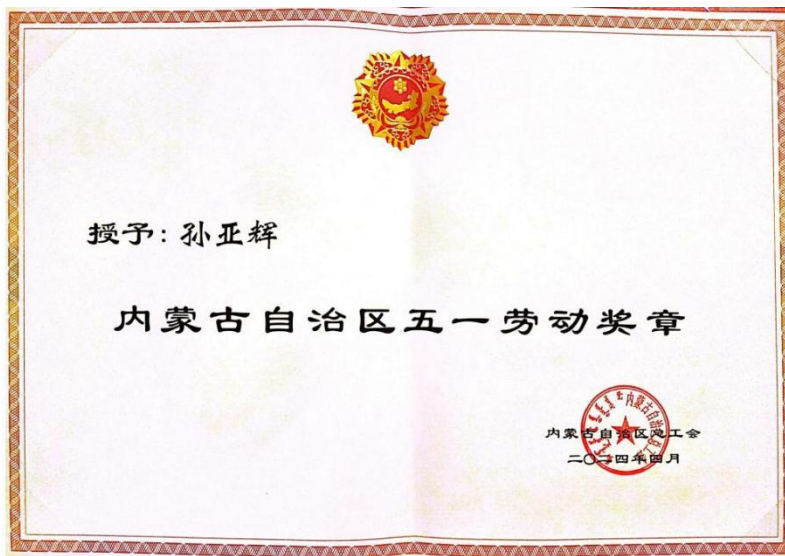 授予：孙亚辉
内蒙古自治区五一劳动奖章
内蒙古自治区总工会
二〇二四年四月